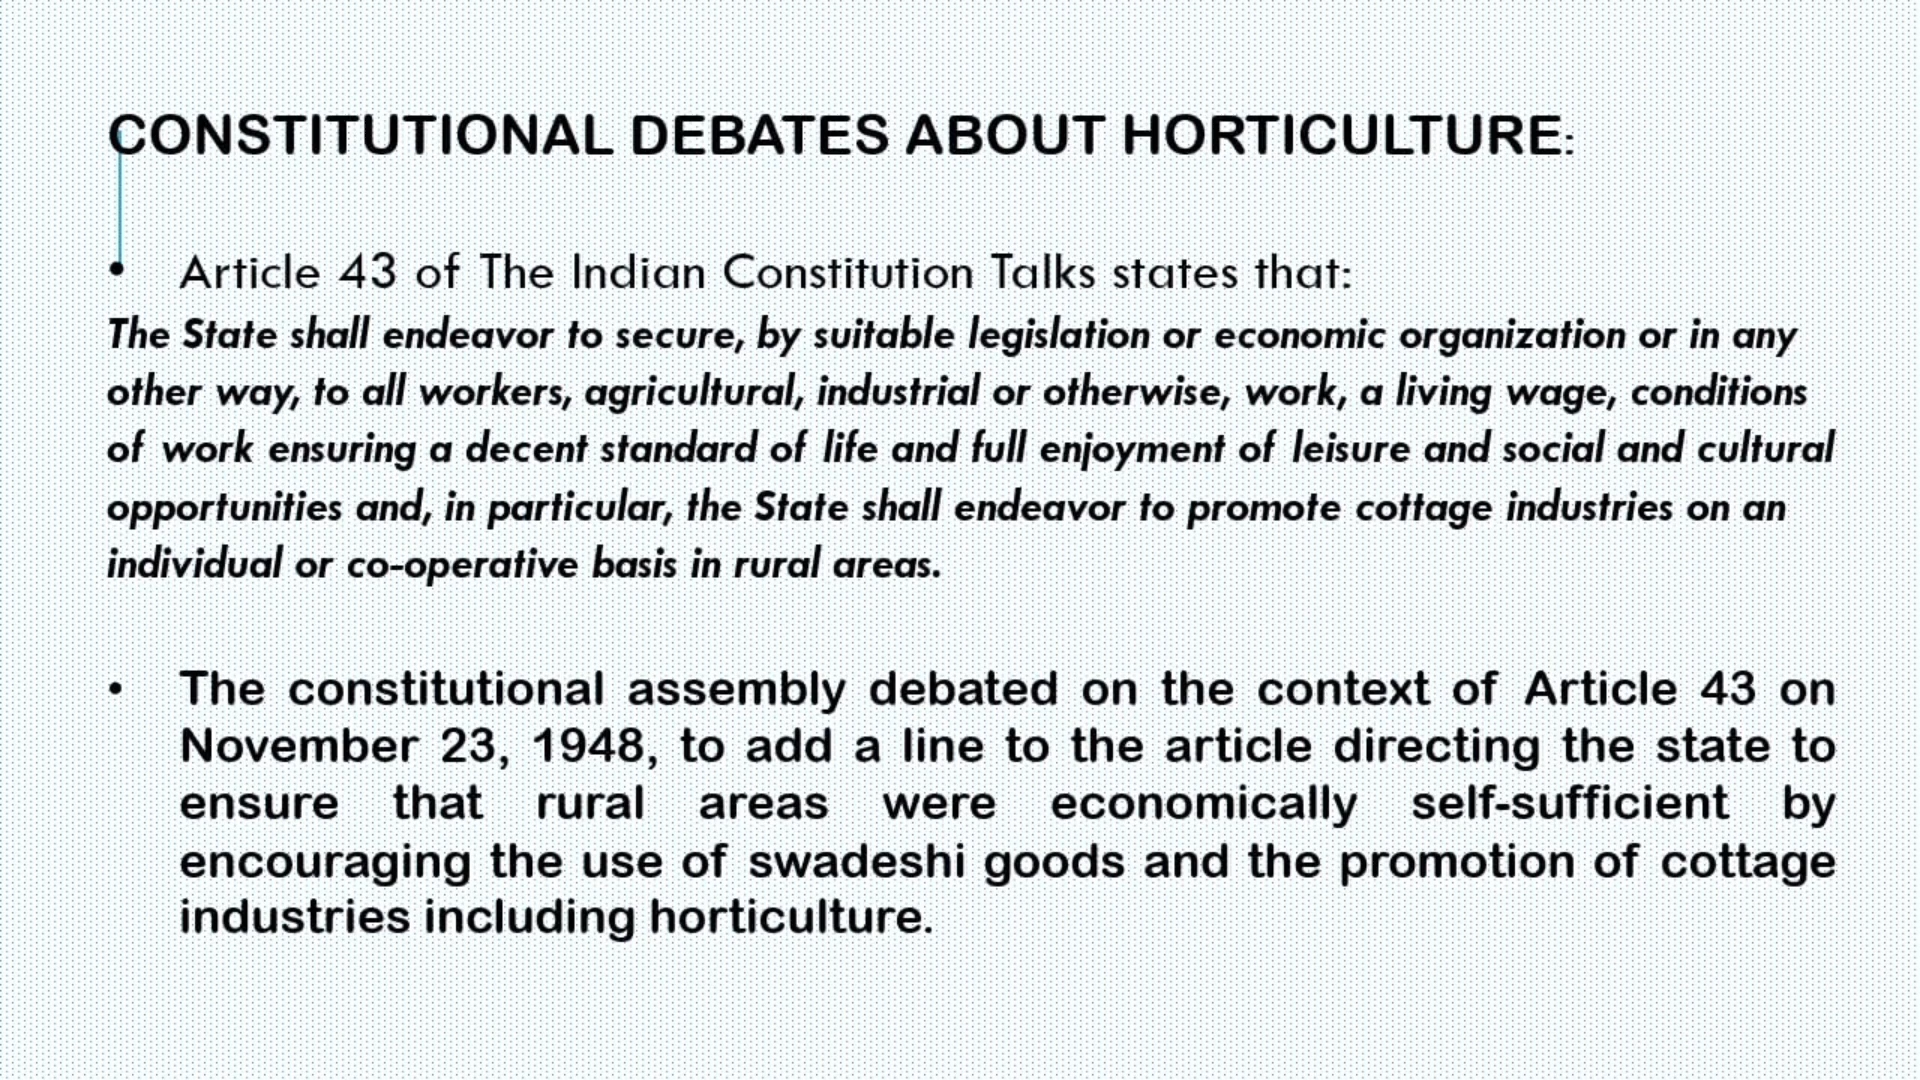 CONSTITUTIONAL DEBATES ABOUT HORTICULTURE:
• Article 43 of The Indian Constitution Talks states that:
The State shall endeavor to secure, by suitable legislation or economic organization or in any
other way, to all workers, agricultural, industrial or otherwise, work, a living wage, conditions
of work ensuring a decent standard of life and full enjoyment of leisure and social and cultural
opportunities and, in particular, the State shall endeavor to promote cottage industries on an
individual or co-operative basis in rural areas.
• The constitutional assembly debated on the context of Article 43 on
November 23, 1948, to add a line to the article directing the state to
ensure that rural areas were economically self-sufficient by
encouraging the use of swadeshi goods and the promotion of cottage
industries including horticulture.